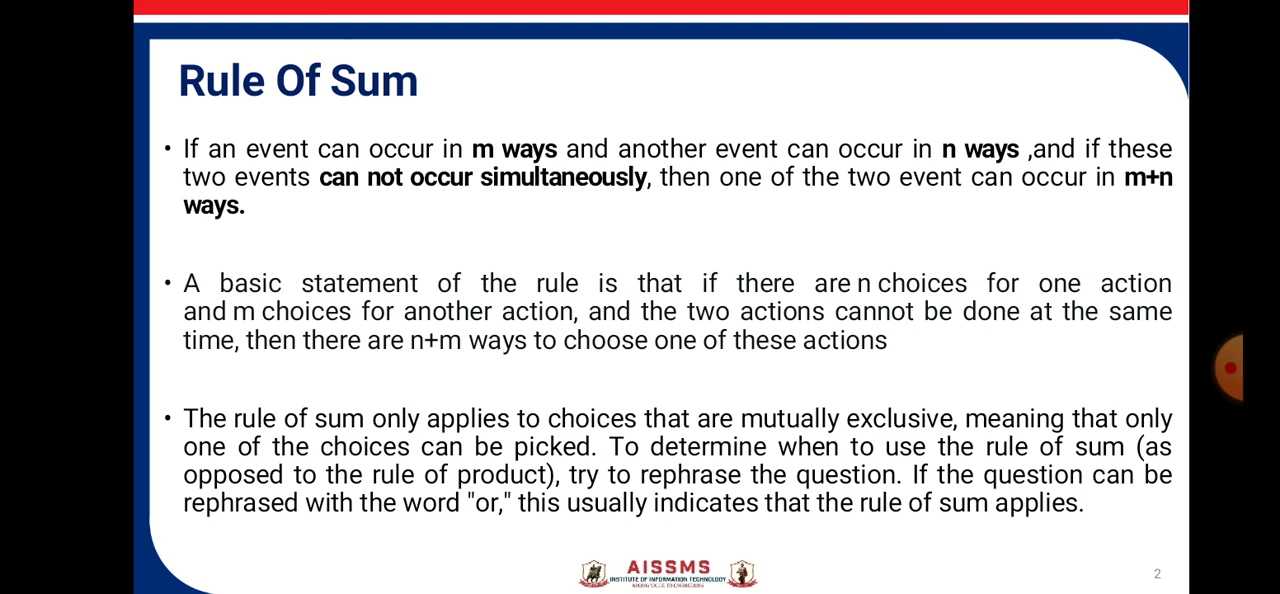 Rule Of Sum
• If an event can occur in m ways and another event can occur in n ways ,and if these
two events can not occur simultaneously, then one of the two event can occur in m+n
ways.
• A basic statement of the rule is that if there are n choices for one action
and m choices for another action, and the two actions cannot be done at the same
time, then there are n+m ways to choose one of these actions
• The rule of sum only applies to choices that are mutually exclusive, meaning that only
one of the choices can be picked. To determine when to use the rule of sum (as
opposed to the rule of product), try to rephrase the question. If the question can be
rephrased with the word "or," this usually indicates that the rule of sum applies.
AISSMS
INSTITUTE OF INFORMATION TECHNOLOGY
2